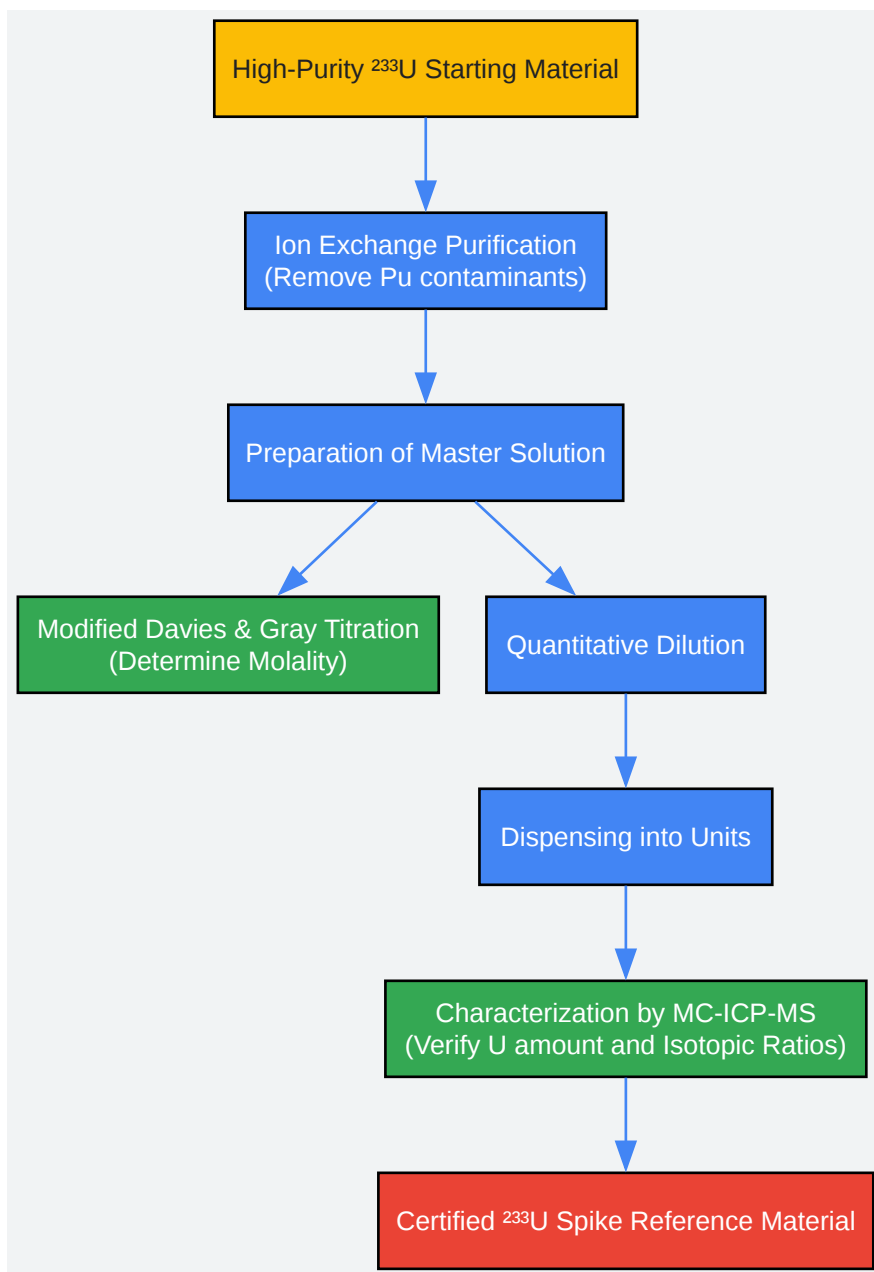 High-Purity ²³³U Starting Material
Ion Exchange Purification
(Remove Pu contaminants)
Preparation of Master Solution
Modified Davies & Gray Titration
(Determine Molality)
Quantitative Dilution
Dispensing into Units
Characterization by MC-ICP-MS
(Verify U amount and Isotopic Ratios)
Certified ²³³U Spike Reference Material